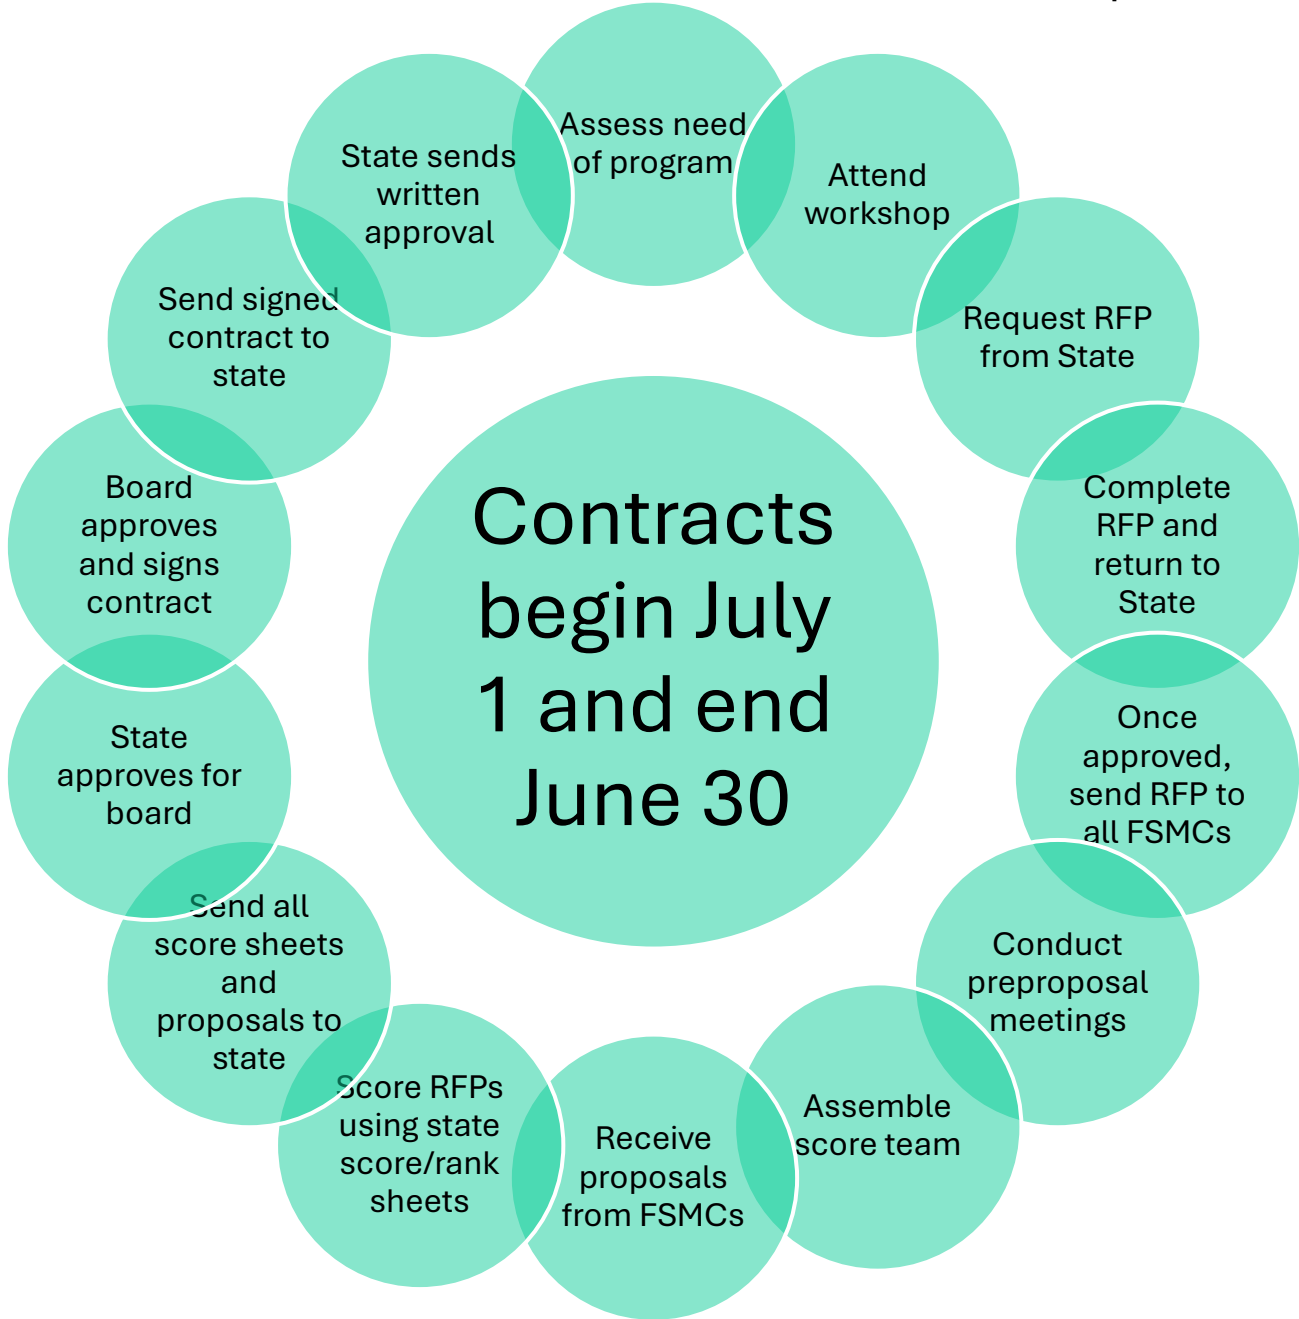 Assess need
of program
Attend
workshop
Request RFP
from State
Complete
RFP and
return to
State
Once
approved,
send RFP to
all FSMCs
Conduct
preproposal
meetings
Assemble
score team
Receive
proposals
from FSMCs
Score RFPs
using state
score/rank
sheets
Send all
score sheets
and
proposals to
state
State
approves for
board
Board
approves
and signs
contract
Send signed
contract to
state
State sends
written
approval
Contracts
begin July
1 and end
June 30